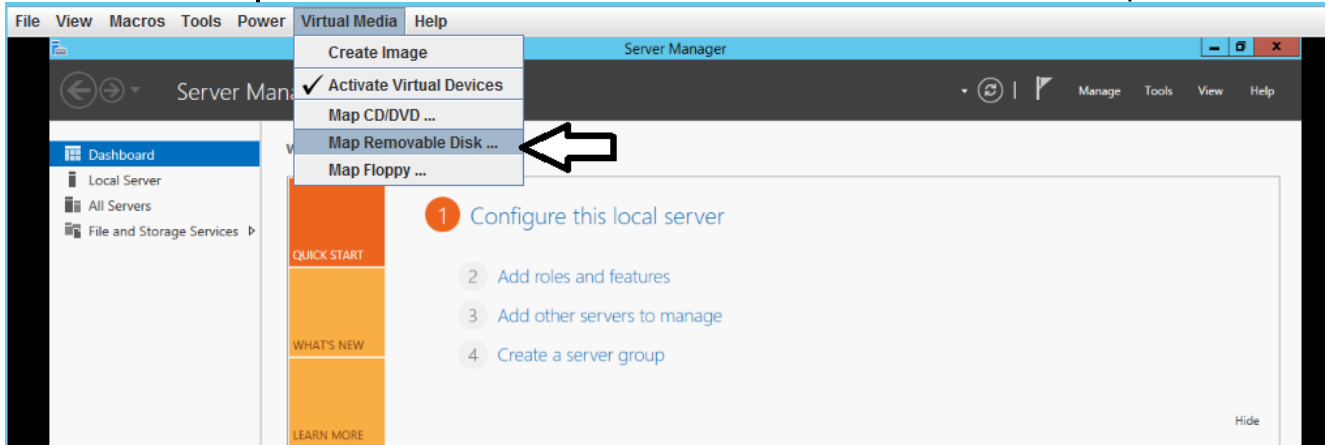 File View Macros Tools Power Virtual Media Help
Create Image
Server Manager
Activate Virtual Devices
Server Mana
Manage Tools View Help
Map CD/DVD ...
Map Removable Disk ...
Map Floppy ...
Dashboard
Local Server
All Servers
File and Storage Services
QUICK START
WHAT'S NEW
LEARN MORE
1 Configure this local server
2 Add roles and features
3 Add other servers to manage
4 Create a server group
Hide